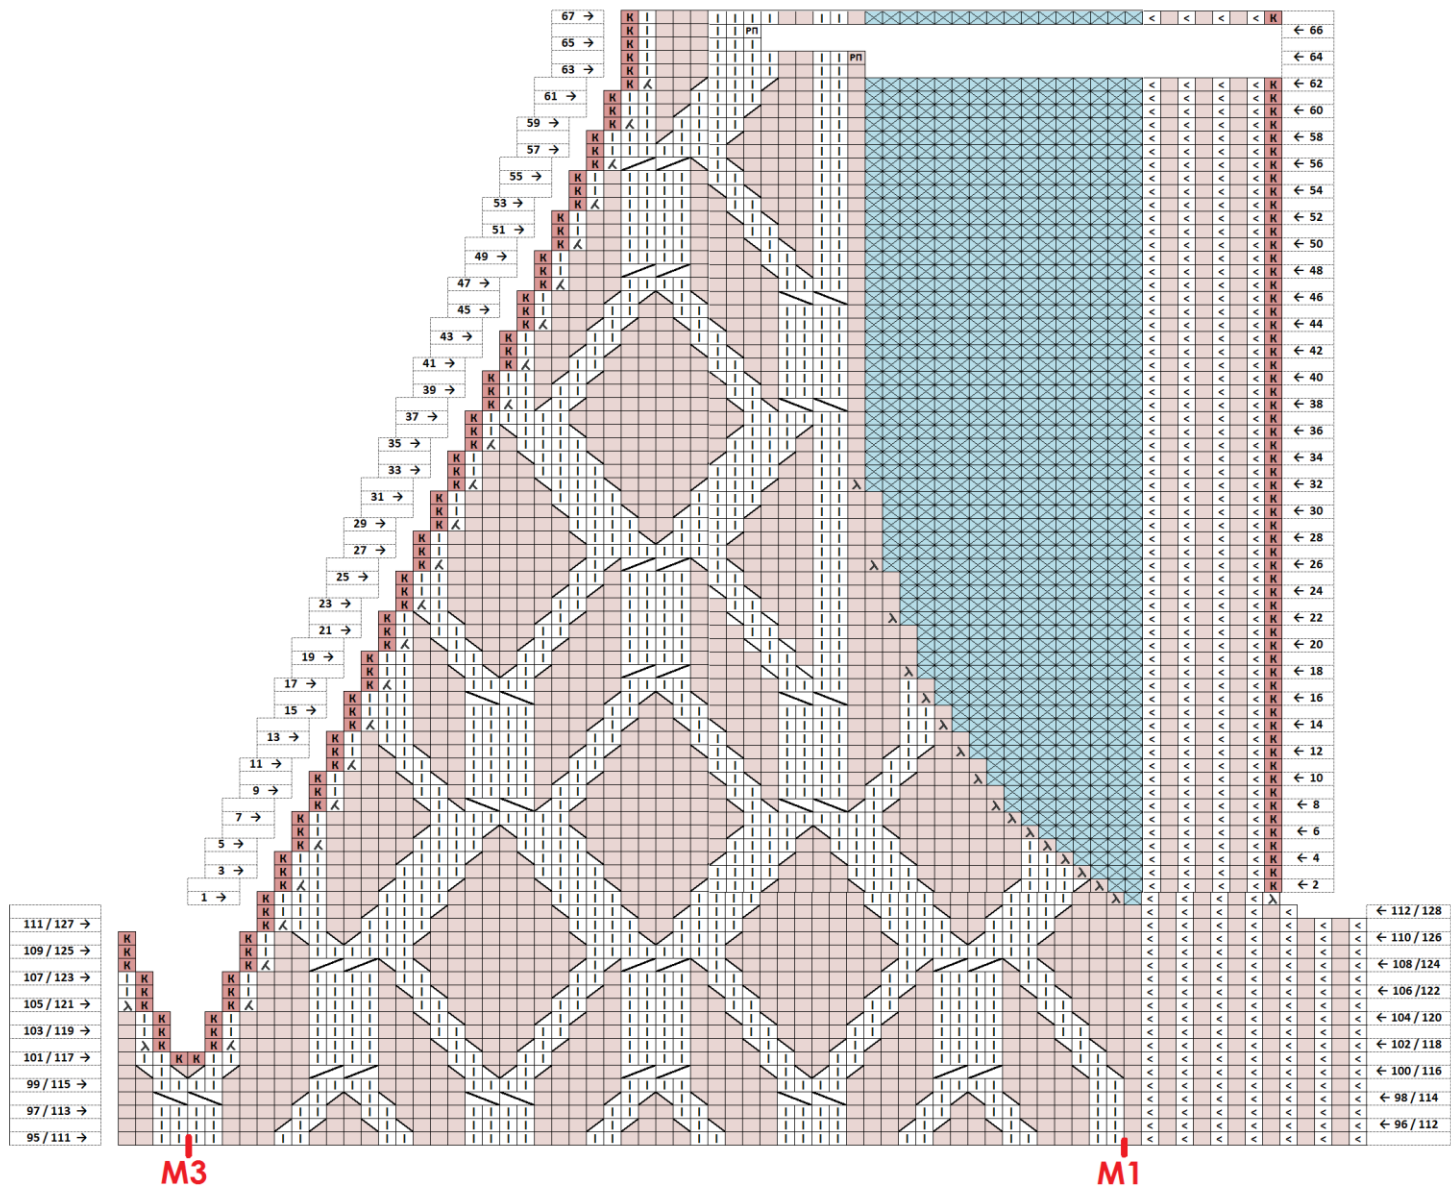 67 → К К
К РП ← 66
65 → К
К РП ← 64
63 → К
К К ← 62
61 → К К
К К ← 60
59 → К К
К К ← 58
57 → К К
К К ← 56
55 → К К
К К ← 54
53 → К К
К К ← 52
51 → К К
К К ← 50
49 → К К
К К ← 48
47 → К К
К К ← 46
45 → К К
К К ← 44
43 → К К
К К ← 42
41 → К К
К К ← 40
39 → К К
К К ← 38
37 → К К
К К ← 36
35 → К К
К К ← 34
33 → К К
К К ← 32
31 → К К
К К ← 30
29 → К К
К К ← 28
27 → К К
К К ← 26
25 → К К
К К ← 24
23 → К К
К К ← 22
21 → К К
К К ← 20
19 → К К
К К ← 18
17 → К К
К К ← 16
15 → К К
К К ← 14
13 → К К
К К ← 12
11 → К К
К К ← 10
9 → К К
К К ← 8
7 → К К
К К ← 6
5 → К К
К К ← 4
3 → К К
К К ← 2
1 → К
К ← 112 / 128
111 / 127 → К
К К ← 110 / 126
109 / 125 → К К
К К ← 108 / 124
107 / 123 → К К
К К ← 106 / 122
105 / 121 → К К
К К ← 104 / 120
103 / 119 → К К
К К ← 102 / 118
101 / 117 → К К
← 100 / 116
99 / 115 →
← 98 / 114
97 / 113 →
← 96 / 112
95 / 111 →
M3 M1